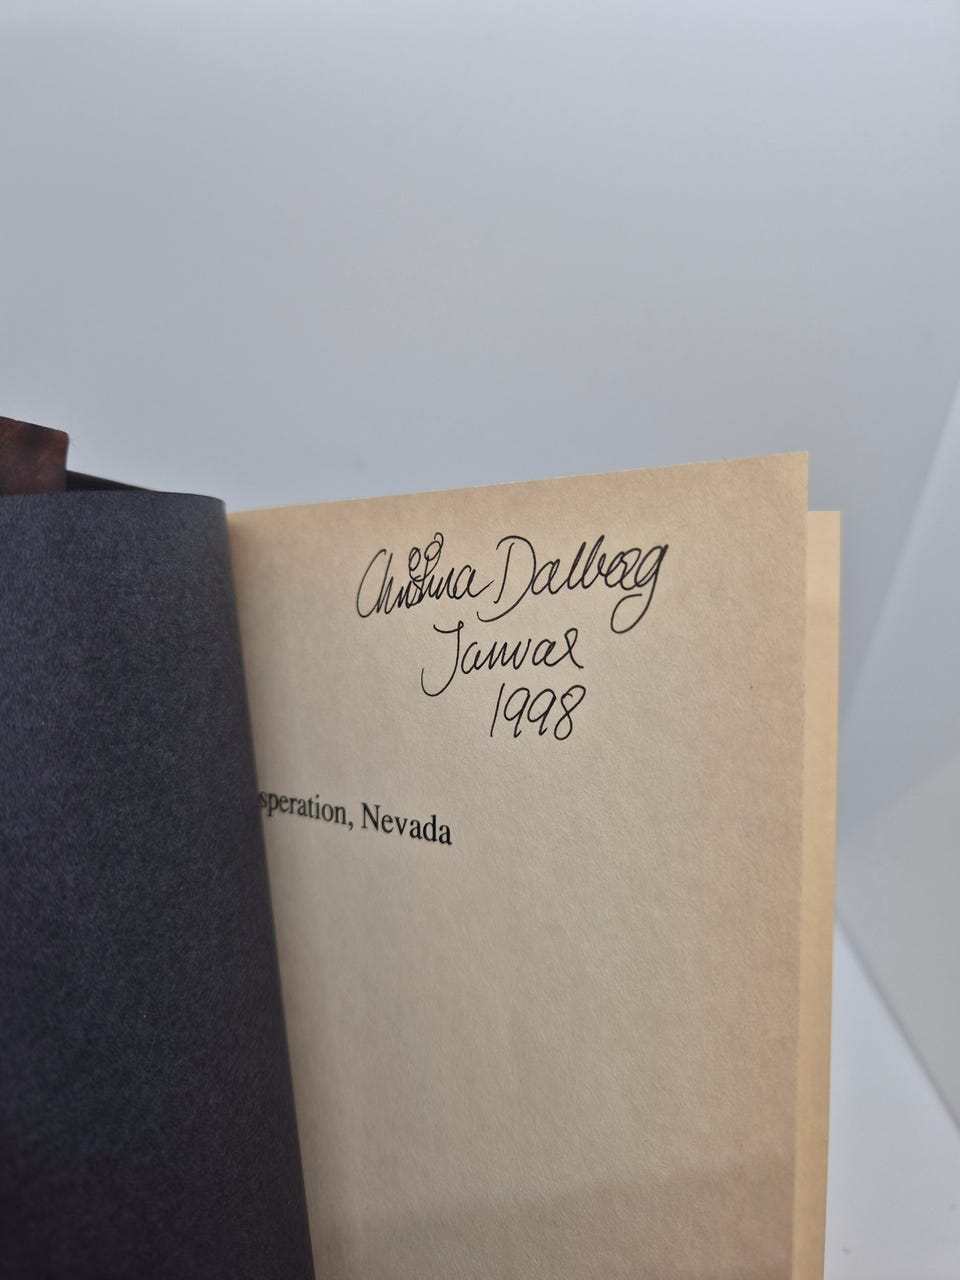 Christina Dalberg
Januar
1998
speration, Nevada